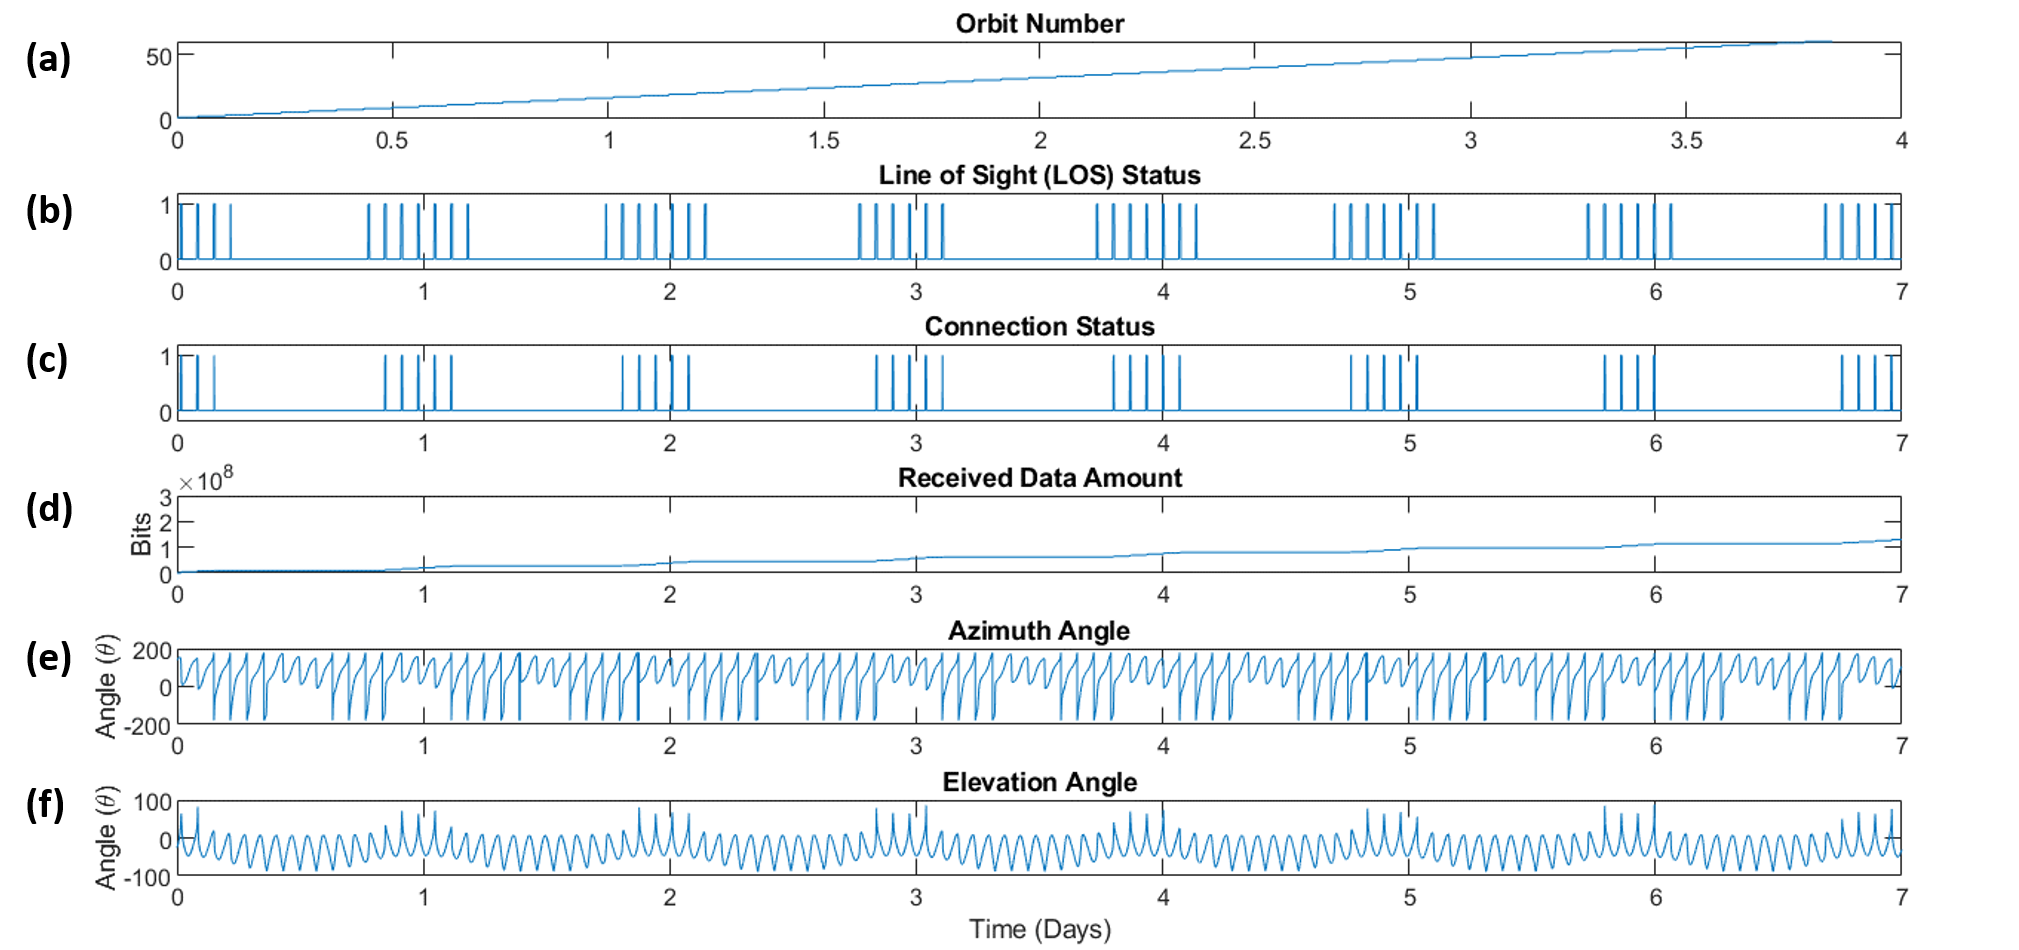 Orbit Number
(a)
50
0
0 0.5 1 1.5 2 2.5 3 3.5 4
Line of Sight (LOS) Status
(b)
1
0
0 1 2 3 4 5 6 7
Connection Status
(c)
1
0
0 1 2 3 4 5 6 7
×10^8
Received Data Amount
(d)
Bits
3
2
1
0
0 1 2 3 4 5 6 7
Azimuth Angle
(e)
Angle (θ)
200
0
-200
0 1 2 3 4 5 6 7
Elevation Angle
(f)
Angle (θ)
100
0
-100
0 1 2 3 4 5 6 7
Time (Days)